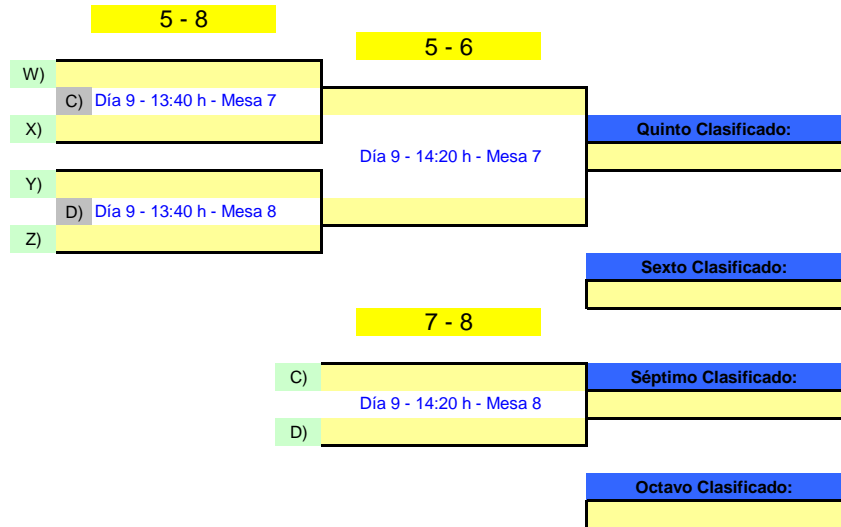 5 - 8
5 - 6
W)
C) Día 9 - 13:40 h - Mesa 7
X)
Quinto Clasificado:
Día 9 - 14:20 h - Mesa 7
Y)
D) Día 9 - 13:40 h - Mesa 8
Z)
Sexto Clasificado:
7 - 8
C)
Séptimo Clasificado:
Día 9 - 14:20 h - Mesa 8
D)
Octavo Clasificado: